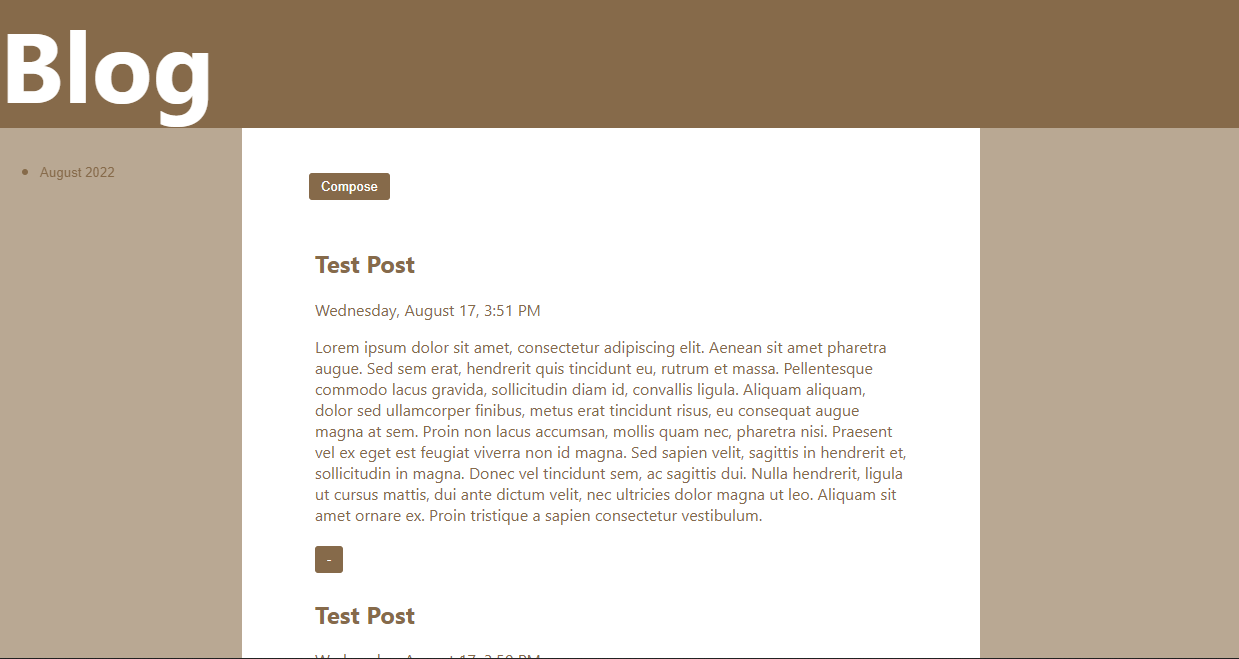 Blog
August 2022
Compose
Test Post
Wednesday, August 17, 3:51 PM
Lorem ipsum dolor sit amet, consectetur adipiscing elit. Aenean sit amet pharetra
augue. Sed sem erat, hendrerit quis tincidunt eu, rutrum et massa. Pellentesque
commodo lacus gravida, sollicitudin diam id, convallis ligula. Aliquam aliquam,
dolor sed ullamcorper finibus, metus erat tincidunt risus, eu consequat augue
magna at sem. Proin non lacus accumsan, mollis quam nec, pharetra nisi. Praesent
vel ex eget est feugiat viverra non id magna. Sed sapien velit, sagittis in hendrerit et,
sollicitudin in magna. Donec vel tincidunt sem, ac sagittis dui. Nulla hendrerit, ligula
ut cursus mattis, dui ante dictum velit, nec ultricies dolor magna ut leo. Aliquam sit
amet ornare ex. Proin tristique a sapien consectetur vestibulum.
-
Test Post
Wednesday, August 17, 3:50 PM